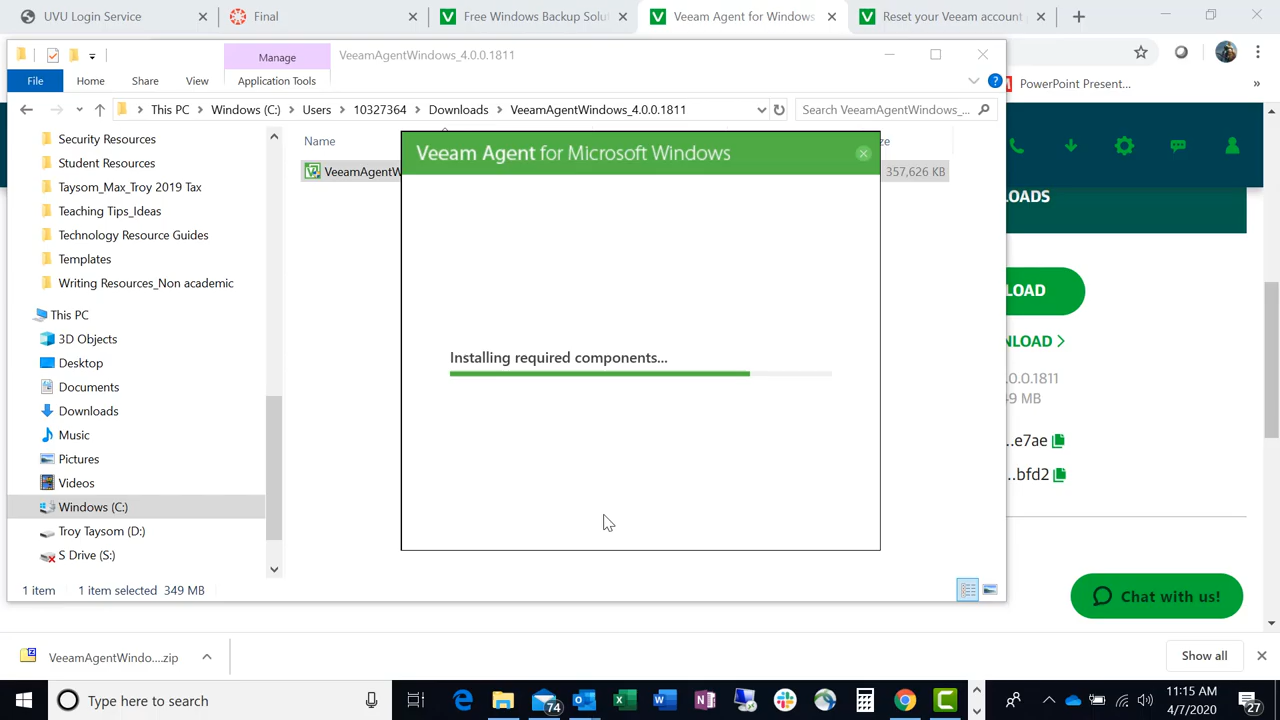 UVU Login Service
Final
Free Windows Backup Solu
Veeam Agent for Windows
Reset your Veeam account
Manage
VeeamAgentWindows_4.0.0.1811
File
Home
Share
View
Application Tools
PowerPoint Present...
»
This PC
Windows (C:)
Users
10327364
Downloads
VeeamAgentWindows_4.0.0.1811
Search VeeamAgentWindows_...
Security Resources
Student Resources
Taysom_Max_Troy 2019 Tax
Teaching Tips_Ideas
Technology Resource Guides
Templates
Writing Resources_Non academic
This PC
3D Objects
Desktop
Documents
Downloads
Music
Pictures
Videos
Windows (C:)
Troy Taysom (D:)
S Drive (S:)
Name
ze
VeeamAgentW
357,626 KB
Veeam Agent for Microsoft Windows
Installing required components...
1 item
1 item selected 349 MB
OADS
LOAD
NLOAD
.0.0.1811
49 MB
...e7ae
...bfd2
Chat with us!
VeeamAgentWindo....zip
Show all
Type here to search
74
11:15 AM
4/7/2020
27